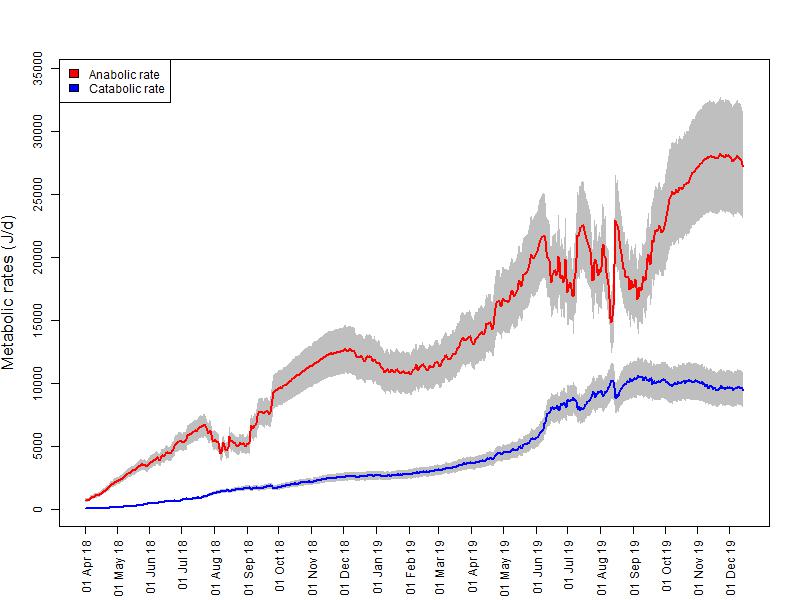 Anabolic rate
Catabolic rate
Metabolic rates (J/d)
35000
30000
25000
20000
15000
10000
5000
0
01 Apr 18
01 May 18
01 Jun 18
01 Jul 18
01 Aug 18
01 Sep 18
01 Oct 18
01 Nov 18
01 Dec 18
01 Jan 19
01 Feb 19
01 Mar 19
01 Apr 19
01 May 19
01 Jun 19
01 Jul 19
01 Aug 19
01 Sep 19
01 Oct 19
01 Nov 19
01 Dec 19